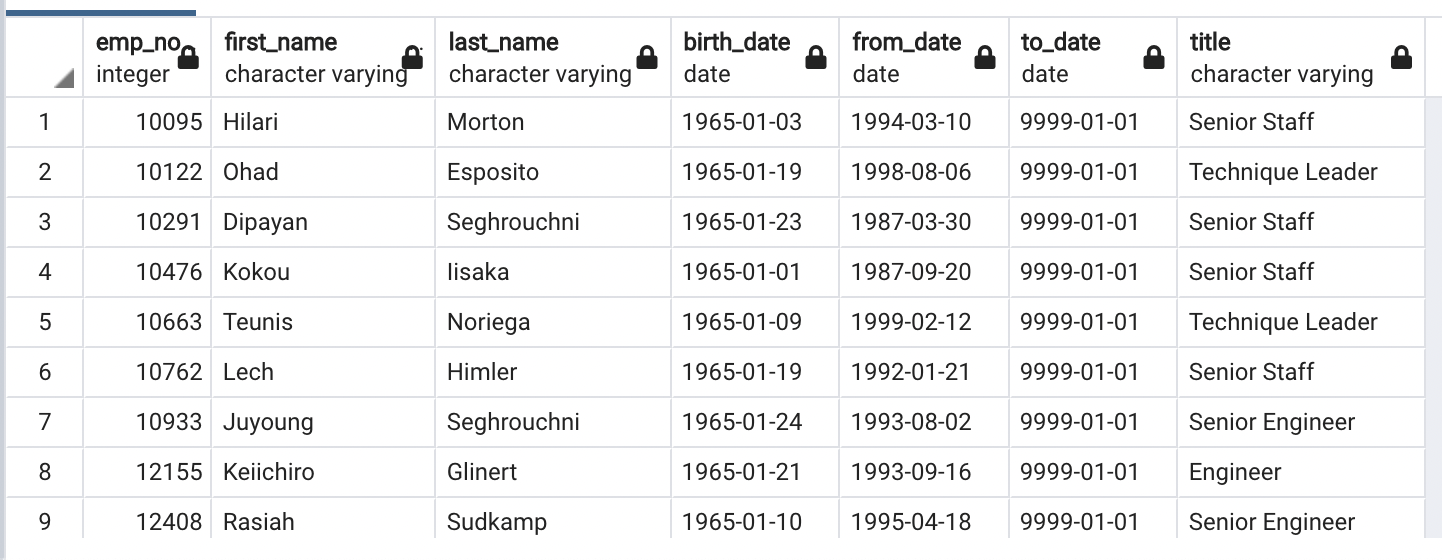 emp_no first_name last_name birth_date from_date to_date title
integer character varying character varying date date date character varying
1 10095 Hilari Morton 1965-01-03 1994-03-10 9999-01-01 Senior Staff
2 10122 Ohad Esposito 1965-01-19 1998-08-06 9999-01-01 Technique Leader
3 10291 Dipayan Seghrouchni 1965-01-23 1987-03-30 9999-01-01 Senior Staff
4 10476 Kokou Iisaka 1965-01-01 1987-09-20 9999-01-01 Senior Staff
5 10663 Teunis Noriega 1965-01-09 1999-02-12 9999-01-01 Technique Leader
6 10762 Lech Himler 1965-01-19 1992-01-21 9999-01-01 Senior Staff
7 10933 Juyoung Seghrouchni 1965-01-24 1993-08-02 9999-01-01 Senior Engineer
8 12155 Keiichiro Glinert 1965-01-21 1993-09-16 9999-01-01 Engineer
9 12408 Rasiah Sudkamp 1965-01-10 1995-04-18 9999-01-01 Senior Engineer